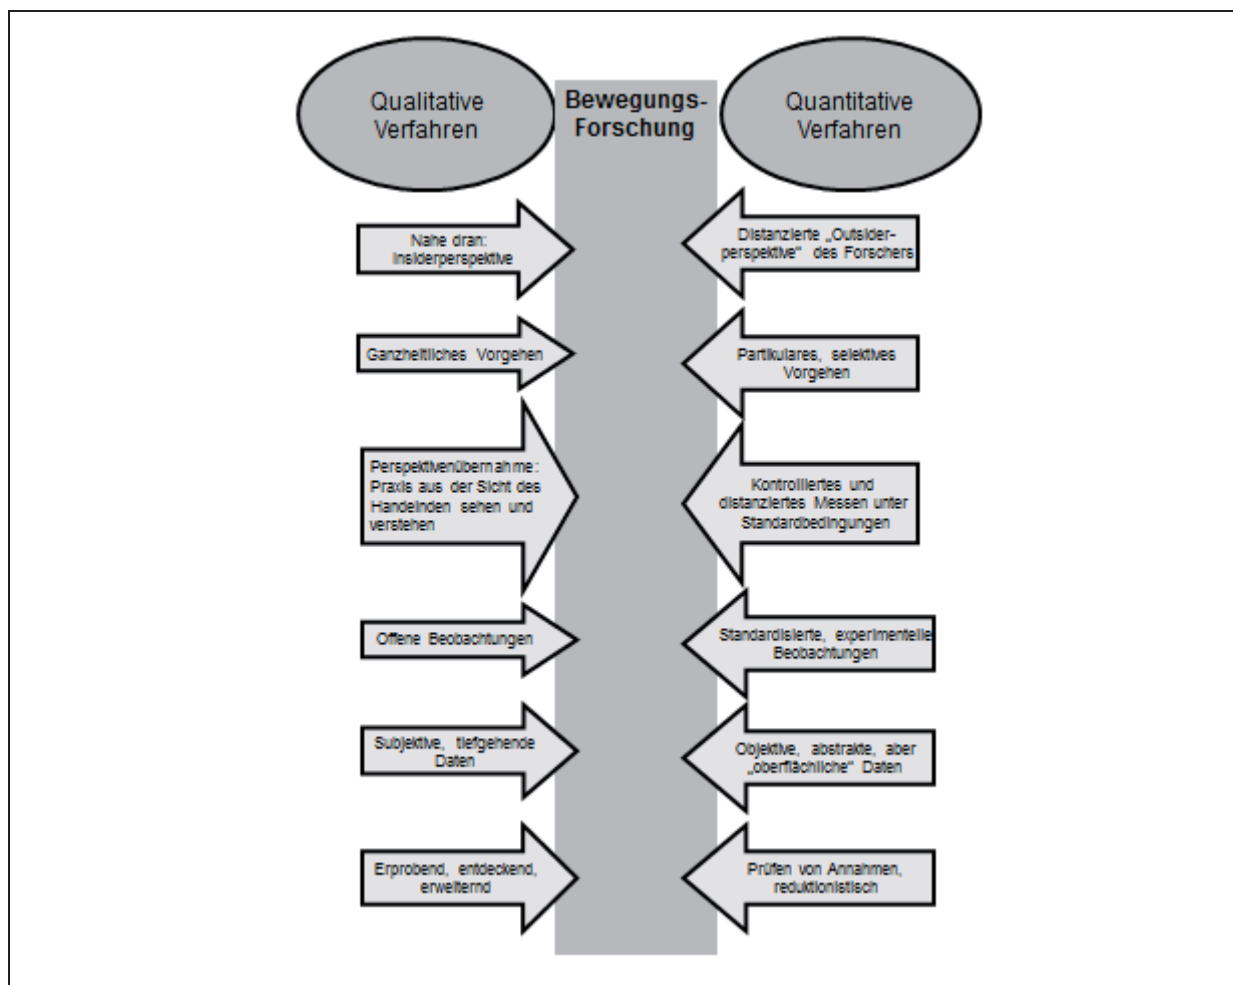 Qualitative
Verfahren
Bewegungs-
Forschung
Quantitative
Verfahren
Nahe dran:
Insiderperspektive
Distanzierte „Outsider-
perspektive“ des Forschers
Ganzheitliches Vorgehen
Partikulares, selektives
Vorgehen
Perspektivenübernahme:
Praxis aus der Sicht des
Handelnden sehen und
verstehen
Kontrolliertes und
distanziertes Messen unter
Standardbedingungen
Offene Beobachtungen
Standardisierte, experimentelle
Beobachtungen
Subjektive, tiefgehende
Daten
Objektive, abstrakte, aber
„oberflächliche“ Daten
Erprobend, entdeckend,
erweiternd
Prüfen von Annahmen,
reduktionistisch